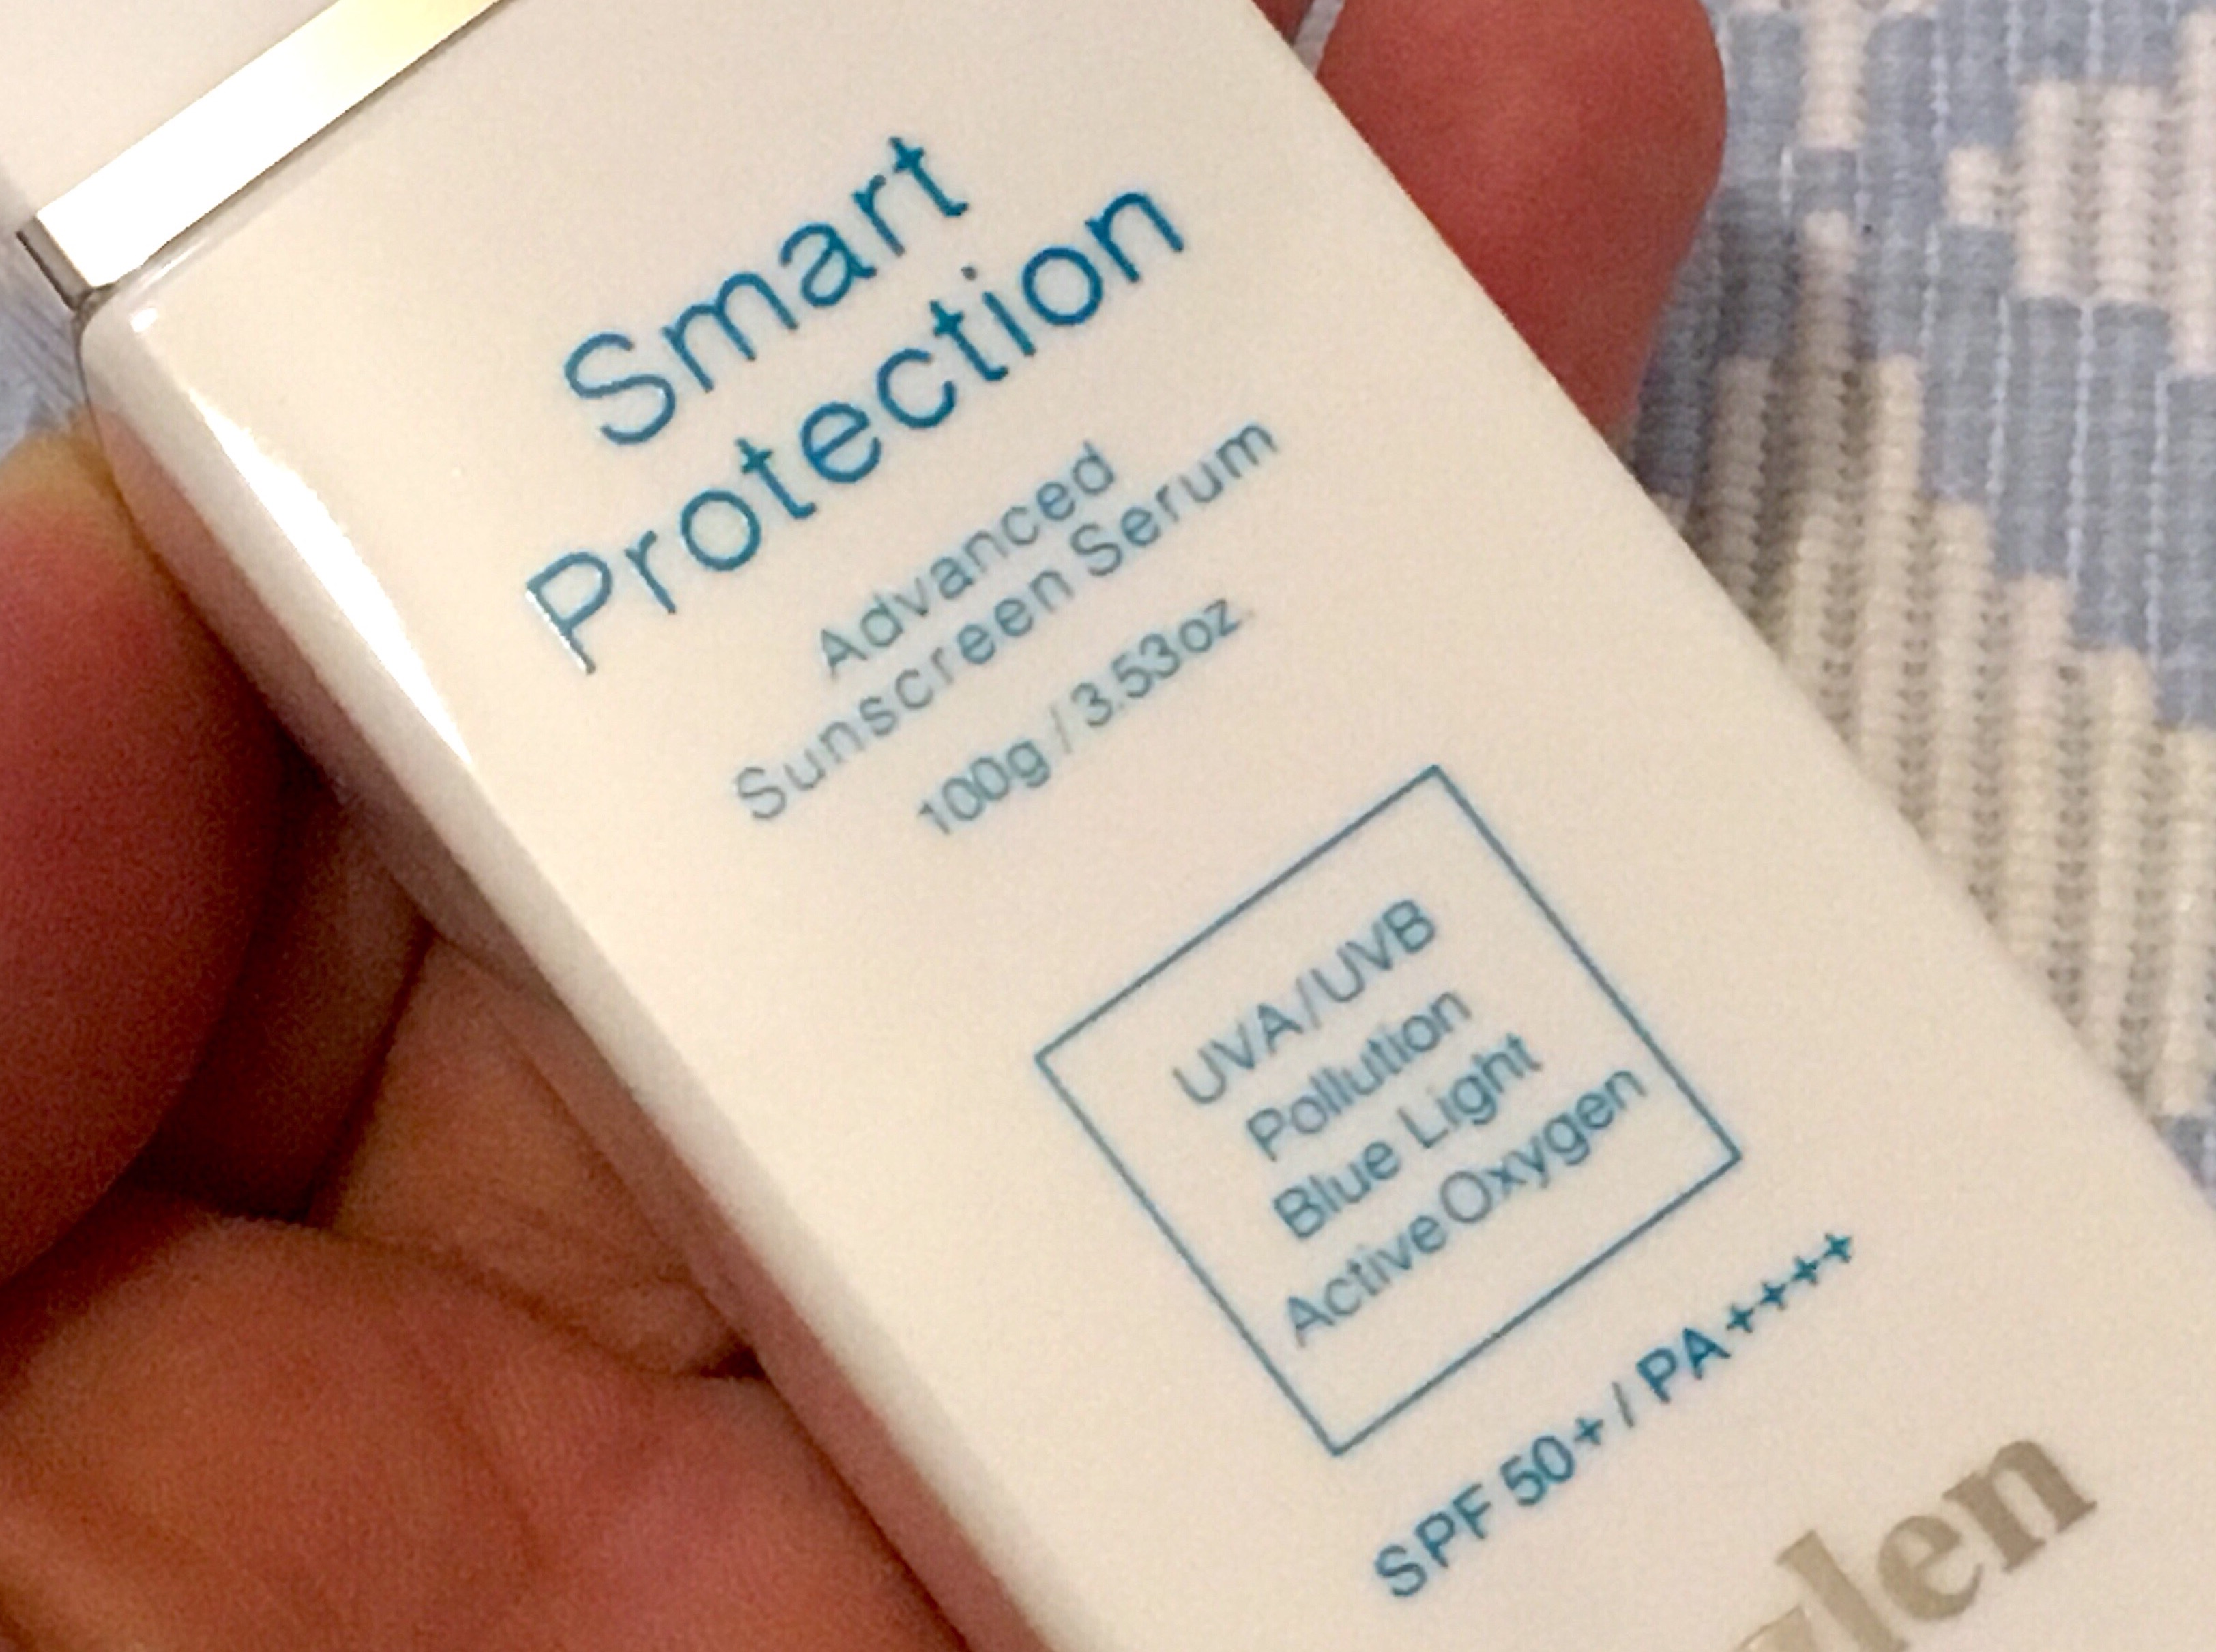 Smart
Protection
Advanced
Sunscreen Serum
100g / 3.53oz.
UVA/UVB
Pollution
Blue Light
Active Oxygen
SPF 50+ / PA++++